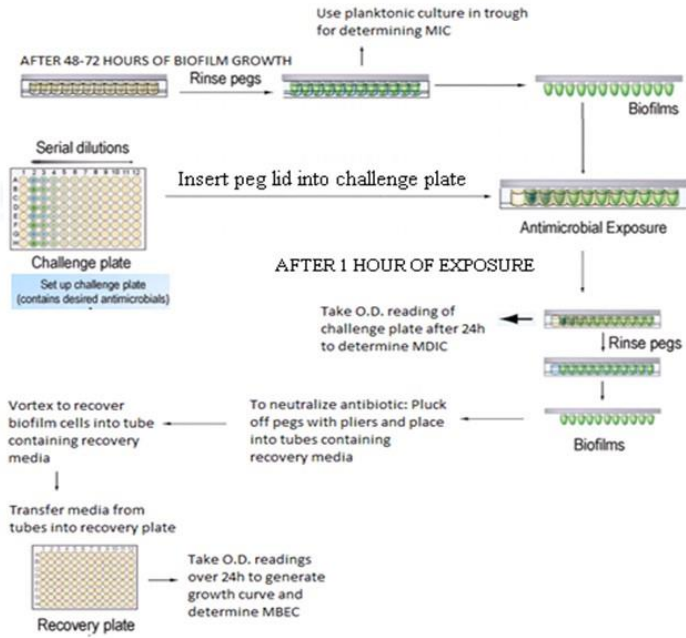 Use planktonic culture in trough
for determining MIC
AFTER 48-72 HOURS OF BIOFILM GROWTH
Rinse pegs
Biofilms
Serial dilutions
1 2 3 4 5 6 7 8 9 10 11 12
A
B
C
D
E
F
G
H
Insert peg lid into challenge plate
Antimicrobial Exposure
Challenge plate
Set up challenge plate
(contains desired antimicrobials)
AFTER 1 HOUR OF EXPOSURE
Take O.D. reading of
challenge plate after 24h
to determine MDIC
Rinse pegs
Biofilms
To neutralize antibiotic: Pluck
off pegs with pliers and place
into tubes containing
recovery media
Vortex to recover
biofilm cells into tube
containing recovery
media
Transfer media from
tubes into recovery plate
Take O.D. readings
over 24h to generate
growth curve and
determine MBEC
Recovery plate